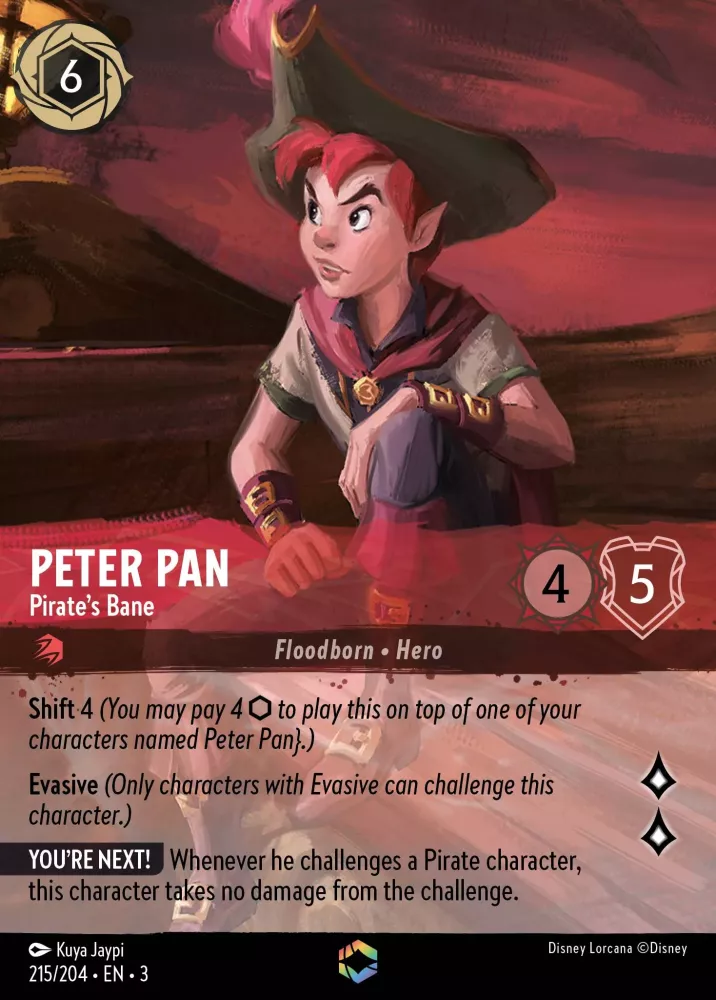 6
PETER PAN
Pirate's Bane
4
5
Floodborn • Hero
Shift 4 (You may pay 4 ⬡ to play this on top of one of your
characters named Peter Pan}.)
Evasive (Only characters with Evasive can challenge this
character.)
YOU'RE NEXT! Whenever he challenges a Pirate character,
this character takes no damage from the challenge.
Kuya Jaypi
Disney Lorcana ©Disney
215/204 • EN • 3